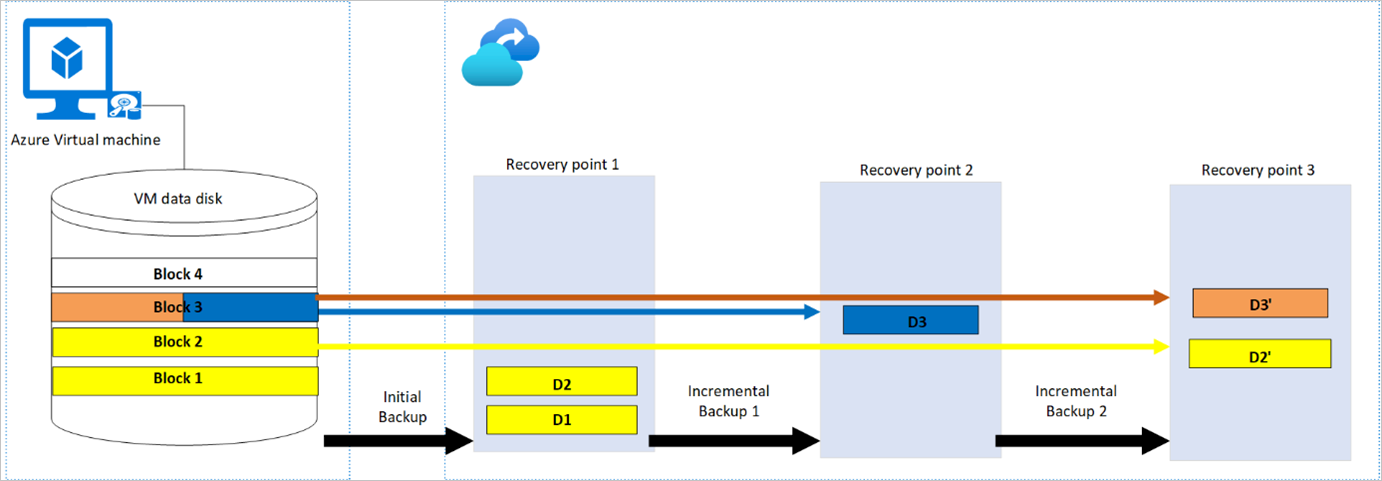 Azure Virtual machine
VM data disk
Block 4
Block 3
Block 2
Block 1
Initial
Backup
Recovery point 1
D2
D1
Incremental
Backup 1
Recovery point 2
D3
Incremental
Backup 2
Recovery point 3
D3'
D2'